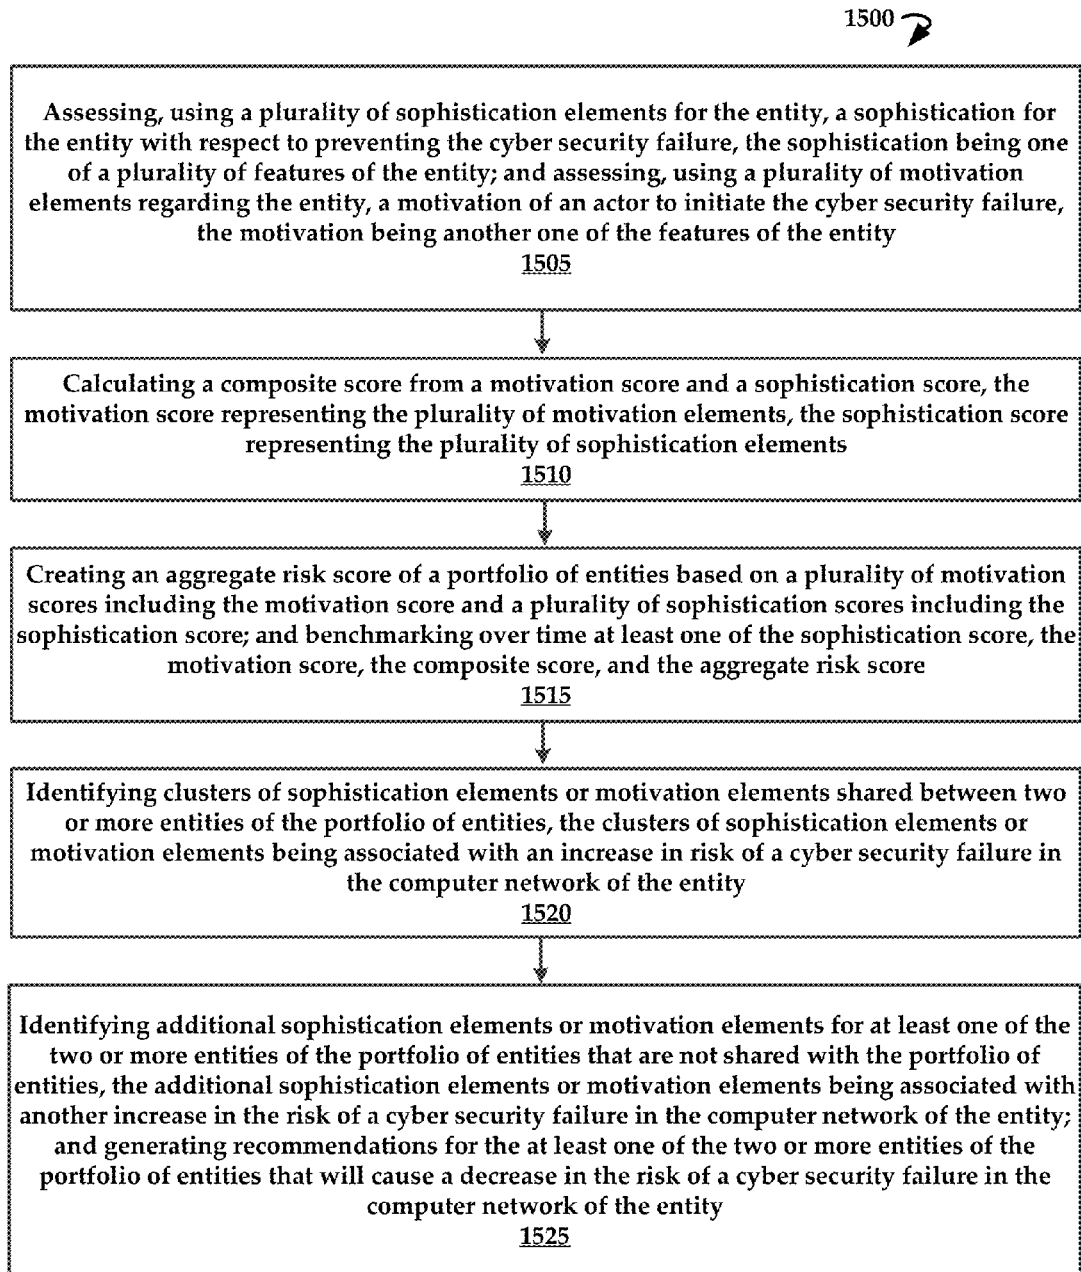 1500
Assessing, using a plurality of sophistication elements for the entity, a sophistication for
the entity with respect to preventing the cyber security failure, the sophistication being one
of a plurality of features of the entity; and assessing, using a plurality of motivation
elements regarding the entity, a motivation of an actor to initiate the cyber security failure,
the motivation being another one of the features of the entity
1505
Calculating a composite score from a motivation score and a sophistication score, the
motivation score representing the plurality of motivation elements, the sophistication score
representing the plurality of sophistication elements
1510
Creating an aggregate risk score of a portfolio of entities based on a plurality of motivation
scores including the motivation score and a plurality of sophistication scores including the
sophistication score; and benchmarking over time at least one of the sophistication score, the
motivation score, the composite score, and the aggregate risk score
1515
Identifying clusters of sophistication elements or motivation elements shared between two
or more entities of the portfolio of entities, the clusters of sophistication elements or
motivation elements being associated with an increase in risk of a cyber security failure in
the computer network of the entity
1520
Identifying additional sophistication elements or motivation elements for at least one of the
two or more entities of the portfolio of entities that are not shared with the portfolio of
entities, the additional sophistication elements or motivation elements being associated with
another increase in the risk of a cyber security failure in the computer network of the entity;
and generating recommendations for the at least one of the two or more entities of the
portfolio of entities that will cause a decrease in the risk of a cyber security failure in the
computer network of the entity
1525